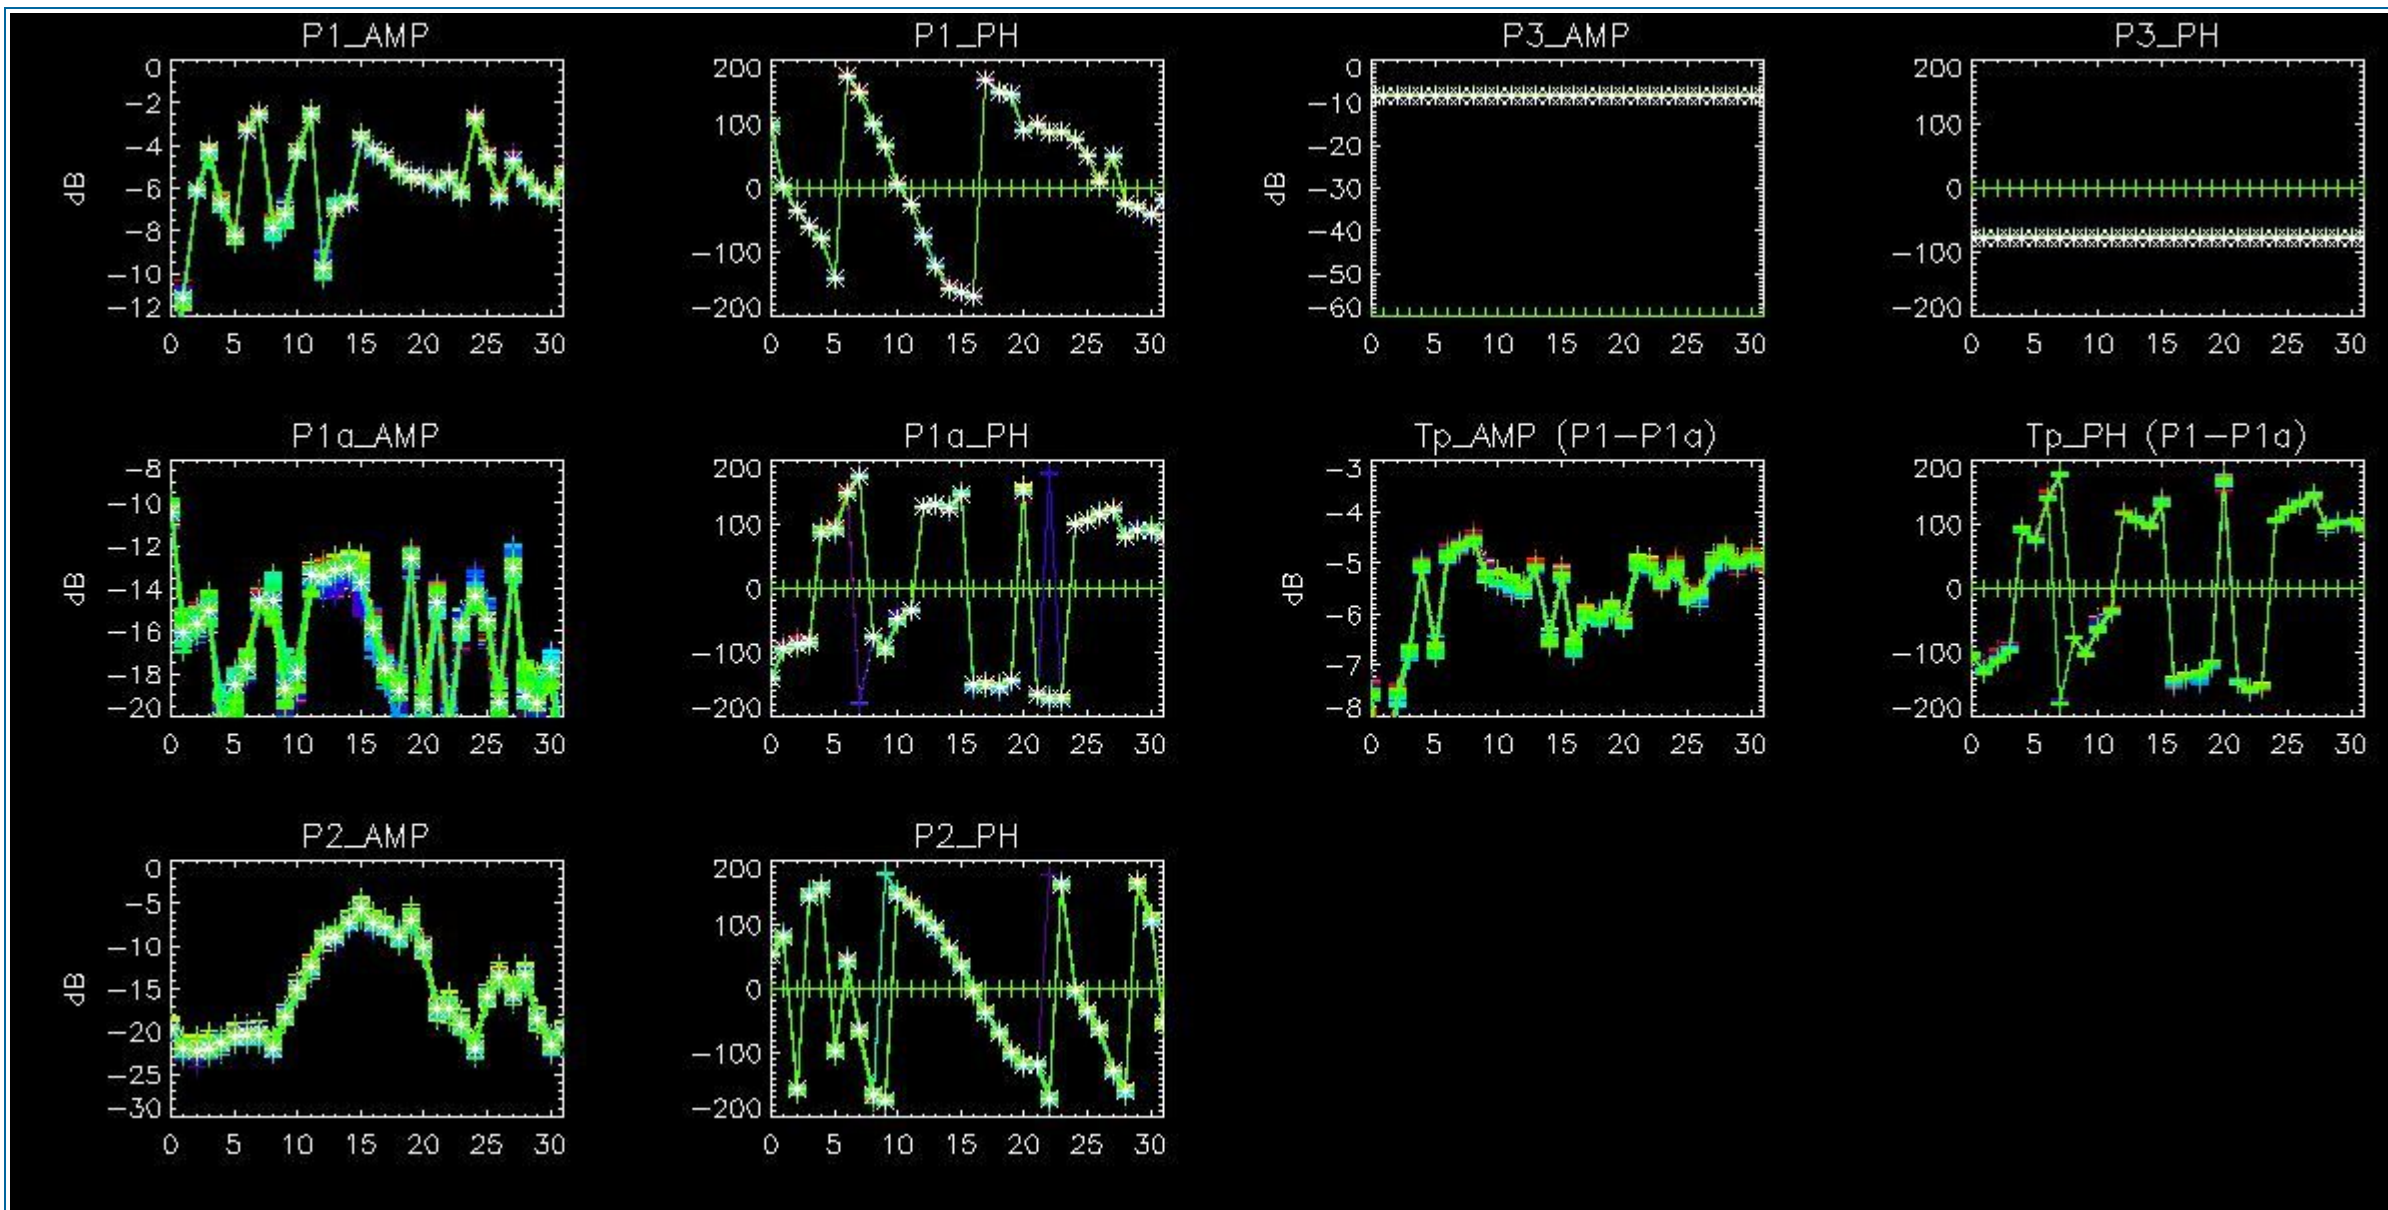 P1_AMP
0
−2
−4
−6
−8
−10
−12
dB
0 5 10 15 20 25 30
P1_PH
200
100
0
−100
−200
0 5 10 15 20 25 30
P3_AMP
0
−10
−20
−30
−40
−50
−60
dB
0 5 10 15 20 25 30
P3_PH
200
100
0
−100
−200
0 5 10 15 20 25 30
P1a_AMP
−8
−10
−12
−14
−16
−18
−20
dB
0 5 10 15 20 25 30
P1a_PH
200
100
0
−100
−200
0 5 10 15 20 25 30
Tp_AMP (P1−P1a)
−3
−4
−5
−6
−7
−8
dB
0 5 10 15 20 25 30
Tp_PH (P1−P1a)
200
100
0
−100
−200
0 5 10 15 20 25 30
P2_AMP
0
−5
−10
−15
−20
−25
−30
dB
0 5 10 15 20 25 30
P2_PH
200
100
0
−100
−200
0 5 10 15 20 25 30